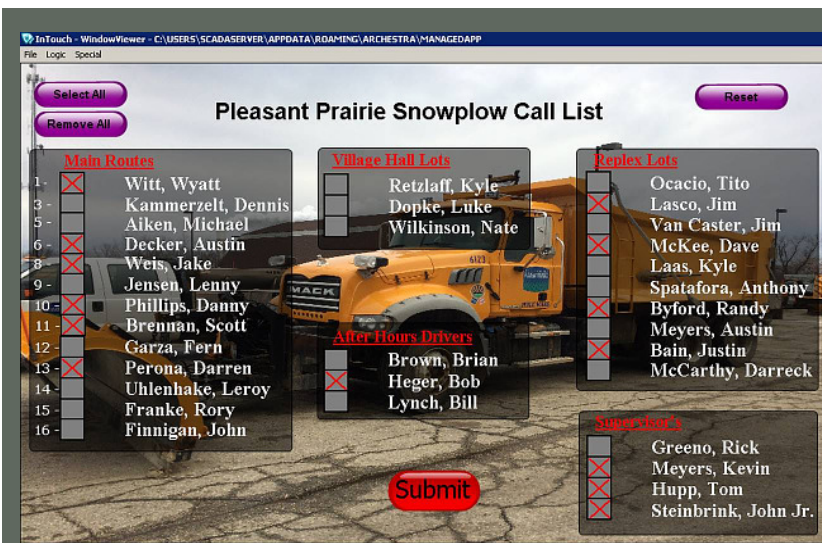 InTouch - WindowViewer - C:\USERS\SCADASERVER\APPDATA\ROAMING\ARCHESTRA\MANAGEDAPP
File Logic Special
Select All
Remove All
Pleasant Prairie Snowplow Call List
Reset
Main Routes
1 - Witt, Wyatt
3 - Kammerzelt, Dennis
5 - Aiken, Michael
6 - Decker, Austin
8 - Weis, Jake
9 - Jensen, Lenny
10 - Phillips, Danny
11 - Brennan, Scott
12 - Garza, Fern
13 - Perona, Darren
14 - Uhlenhake, Leroy
15 - Franke, Rory
16 - Finnigan, John
Village Hall Lots
Retzlaff, Kyle
Dopke, Luke
Wilkinson, Nate
6123
MACK
After Hours Drivers
Brown, Brian
Heger, Bob
Lynch, Bill
Submit
Replex Lots
Ocacio, Tito
Lasco, Jim
Van Caster, Jim
McKee, Dave
Laas, Kyle
Spatafora, Anthony
Byford, Randy
Meyers, Austin
Bain, Justin
McCarthy, Darreck
Supervisor's
Greeno, Rick
Meyers, Kevin
Hupp, Tom
Steinbrink, John Jr.